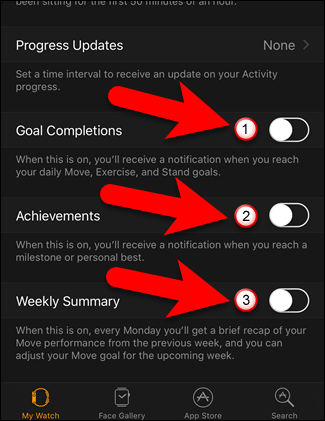 been sitting for the first 50 minutes of an hour.
Progress Updates None >
Set a time interval to receive an update on your Activity
progress.
Goal Completions 1
When this is on, you'll receive a notification when you reach
your daily Move, Exercise, and Stand goals.
Achievements 2
When this is on, you'll receive a notification when you reach a
milestone or personal best.
Weekly Summary 3
When this is on, every Monday you'll get a brief recap of your
Move performance from the previous week, and you can
adjust your Move goal for the upcoming week.
My Watch Face Gallery App Store Search